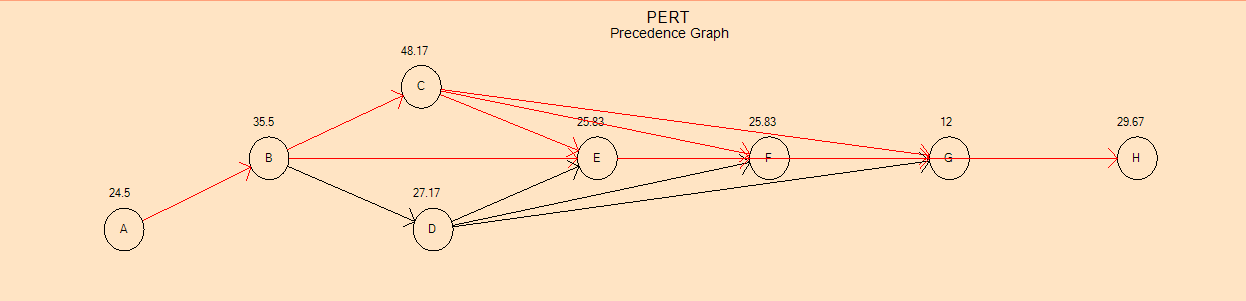 PERT
Precedence Graph
48.17
C
35.5
25.83
25.83
12
29.67
B
E
F
G
H
24.5
27.17
A
D